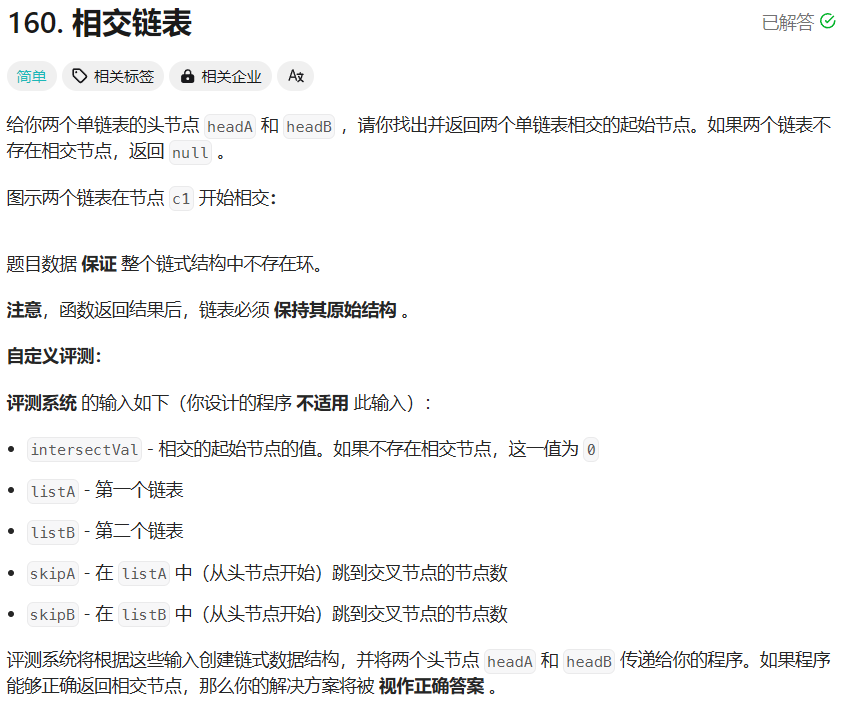 160. 相交链表
已解答
简单 相关标签 相关企业
给你两个单链表的头节点 headA 和 headB ，请你找出并返回两个单链表相交的起始节点。如果两个链表不
存在相交节点，返回 null 。
图示两个链表在节点 c1 开始相交：
题目数据 保证 整个链式结构中不存在环。
注意，函数返回结果后，链表必须 保持其原始结构 。
自定义评测：
评测系统 的输入如下（你设计的程序 不适用 此输入）：
• intersectVal - 相交的起始节点的值。如果不存在相交节点，这一值为 0
• listA - 第一个链表
• listB - 第二个链表
• skipA - 在 listA 中（从头节点开始）跳到交叉节点的节点数
• skipB - 在 listB 中（从头节点开始）跳到交叉节点的节点数
评测系统将根据这些输入创建链式数据结构，并将两个头节点 headA 和 headB 传递给你的程序。如果程序
能够正确返回相交节点，那么你的解决方案将被 视作正确答案 。